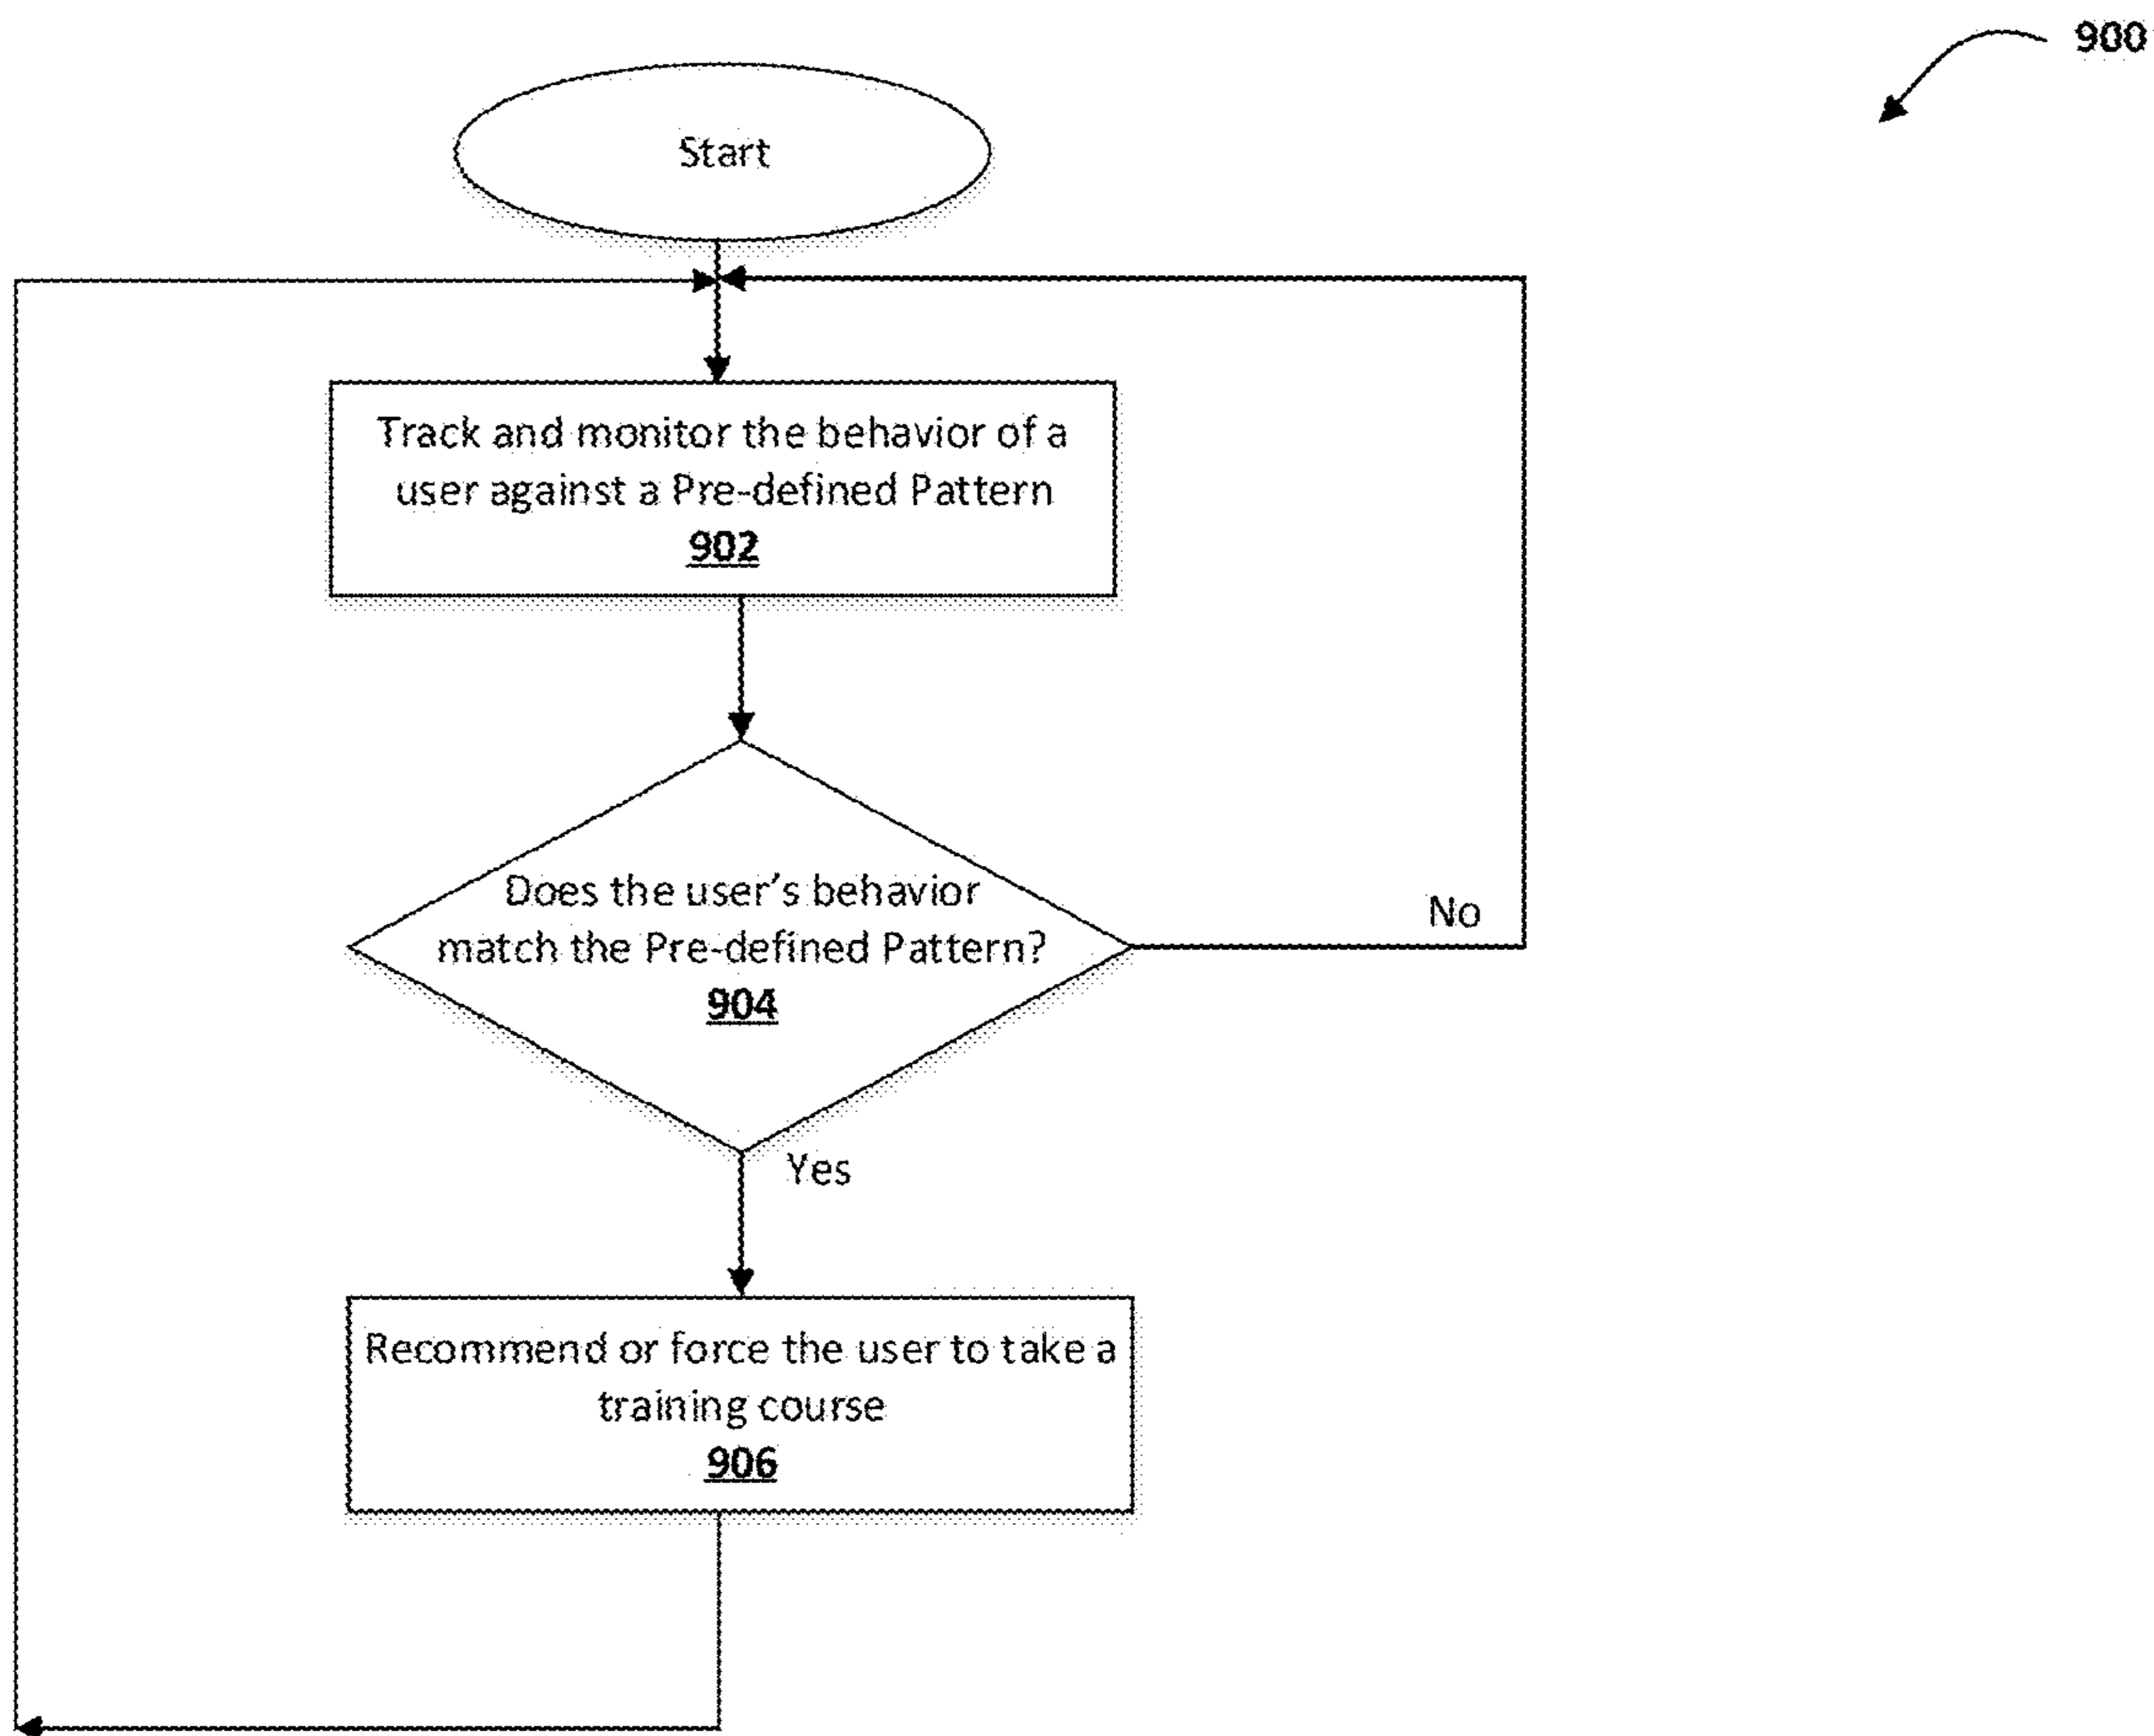 900
Start
Track and monitor the behavior of a
user against a Pre-defined Pattern
902
Does the user's behavior
match the Pre-defined Pattern?
904
No
Yes
Recommend or force the user to take a
training course
906